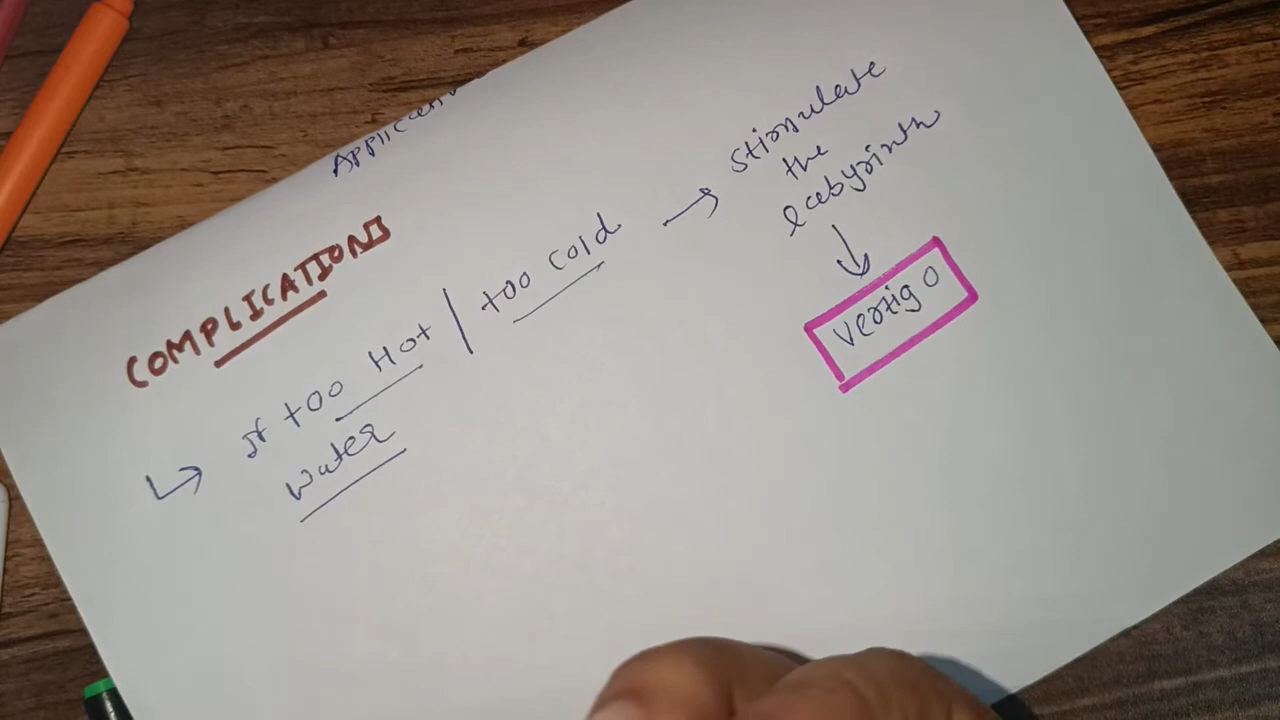 COMPLICATIONS
↳ If too Hot / too cold →
water
stimulate
the
labyrinth
↓
vertigo